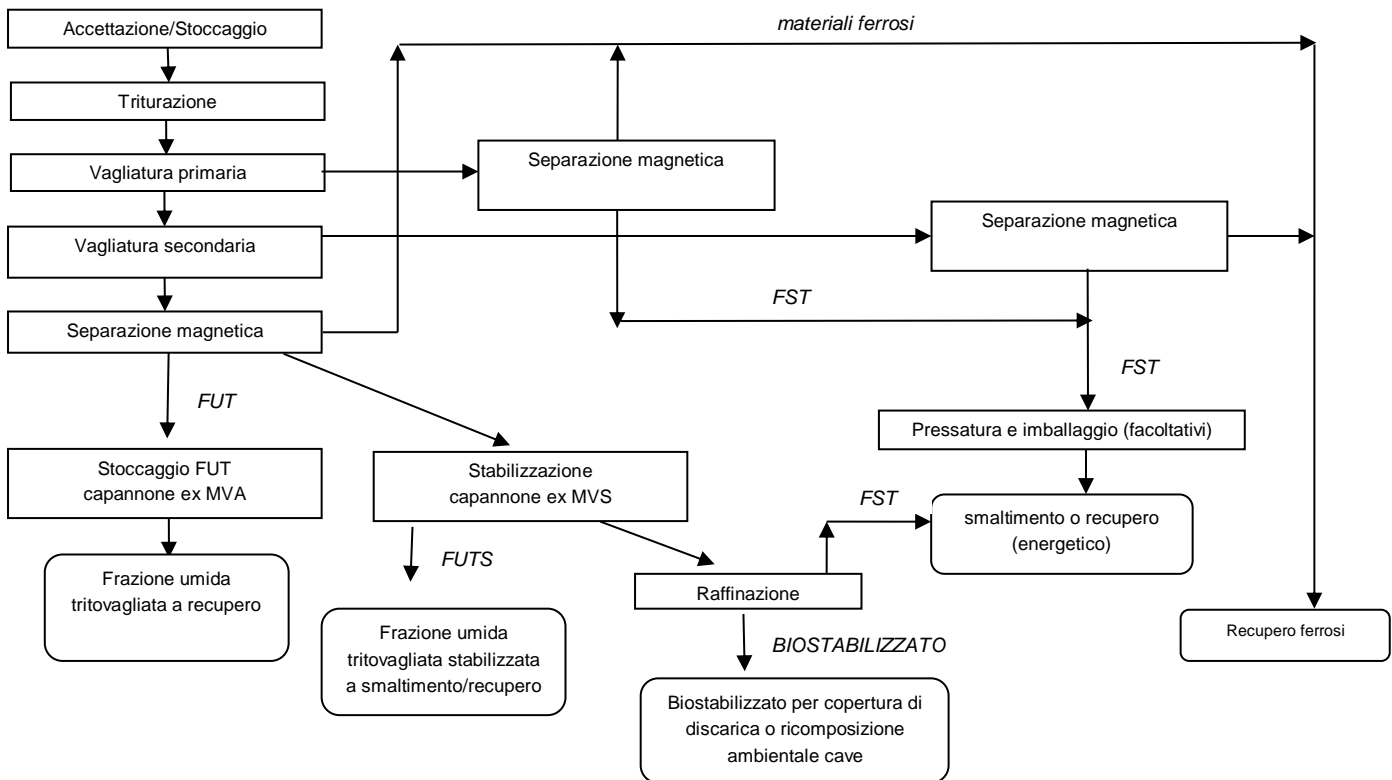 Accettazione/Stoccaggio
materiali ferrosi
Triturazione
Separazione magnetica
Vagliatura primaria
Separazione magnetica
Vagliatura secondaria
FST
Separazione magnetica
FST
FUT
Pressatura e imballaggio (facoltativi)
Stoccaggio FUT
capannone ex MVA
Stabilizzazione
capannone ex MVS
FST
smaltimento o recupero
(energetico)
FUTS
Frazione umida
tritovagliata a recupero
Raffinazione
Frazione umida
tritovagliata stabilizzata
a smaltimento/recupero
Recupero ferrosi
BIOSTABILIZZATO
Biostabilizzato per copertura di
discarica o ricomposizione
ambientale cave